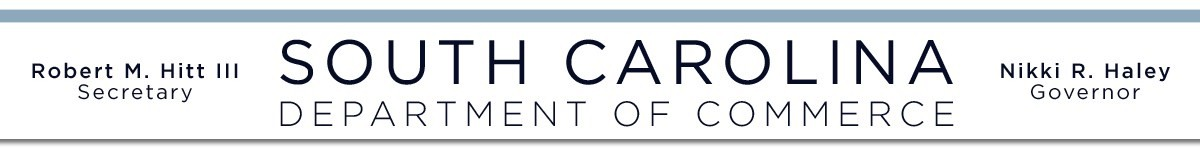 Robert M. Hitt III
Secretary
SOUTH CAROLINA
DEPARTMENT OF COMMERCE
Nikki R. Haley
Governor